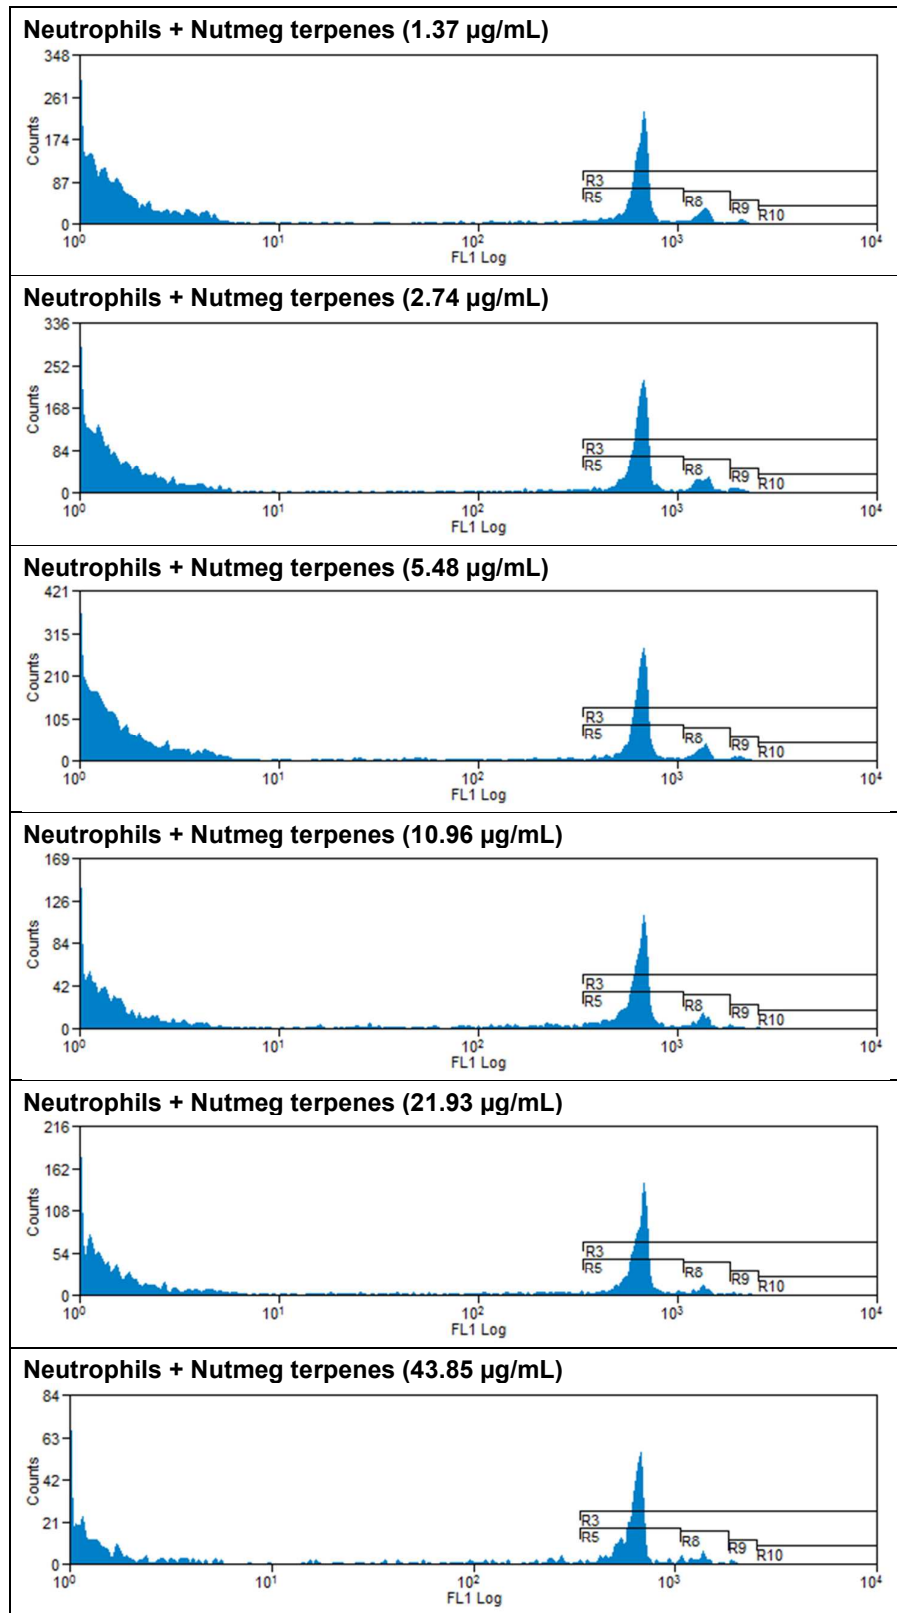 Neutrophils + Nutmeg terpenes (1.37 µg/mL)
348
261
174
87
0
Counts
R3
R5
R8
R9
R10
10⁰ 10¹ 10² 10³ 10⁴
FL1 Log
Neutrophils + Nutmeg terpenes (2.74 µg/mL)
336
252
168
84
0
Counts
R3
R5
R8
R9
R10
10⁰ 10¹ 10² 10³ 10⁴
FL1 Log
Neutrophils + Nutmeg terpenes (5.48 µg/mL)
421
315
210
105
0
Counts
R3
R5
R8
R9
R10
10⁰ 10¹ 10² 10³ 10⁴
FL1 Log
Neutrophils + Nutmeg terpenes (10.96 µg/mL)
169
126
84
42
0
Counts
R3
R5
R8
R9
R10
10⁰ 10¹ 10² 10³ 10⁴
FL1 Log
Neutrophils + Nutmeg terpenes (21.93 µg/mL)
216
162
108
54
0
Counts
R3
R5
R8
R9
R10
10⁰ 10¹ 10² 10³ 10⁴
FL1 Log
Neutrophils + Nutmeg terpenes (43.85 µg/mL)
84
63
42
21
0
Counts
R3
R5
R8
R9
R10
10⁰ 10¹ 10² 10³ 10⁴
FL1 Log